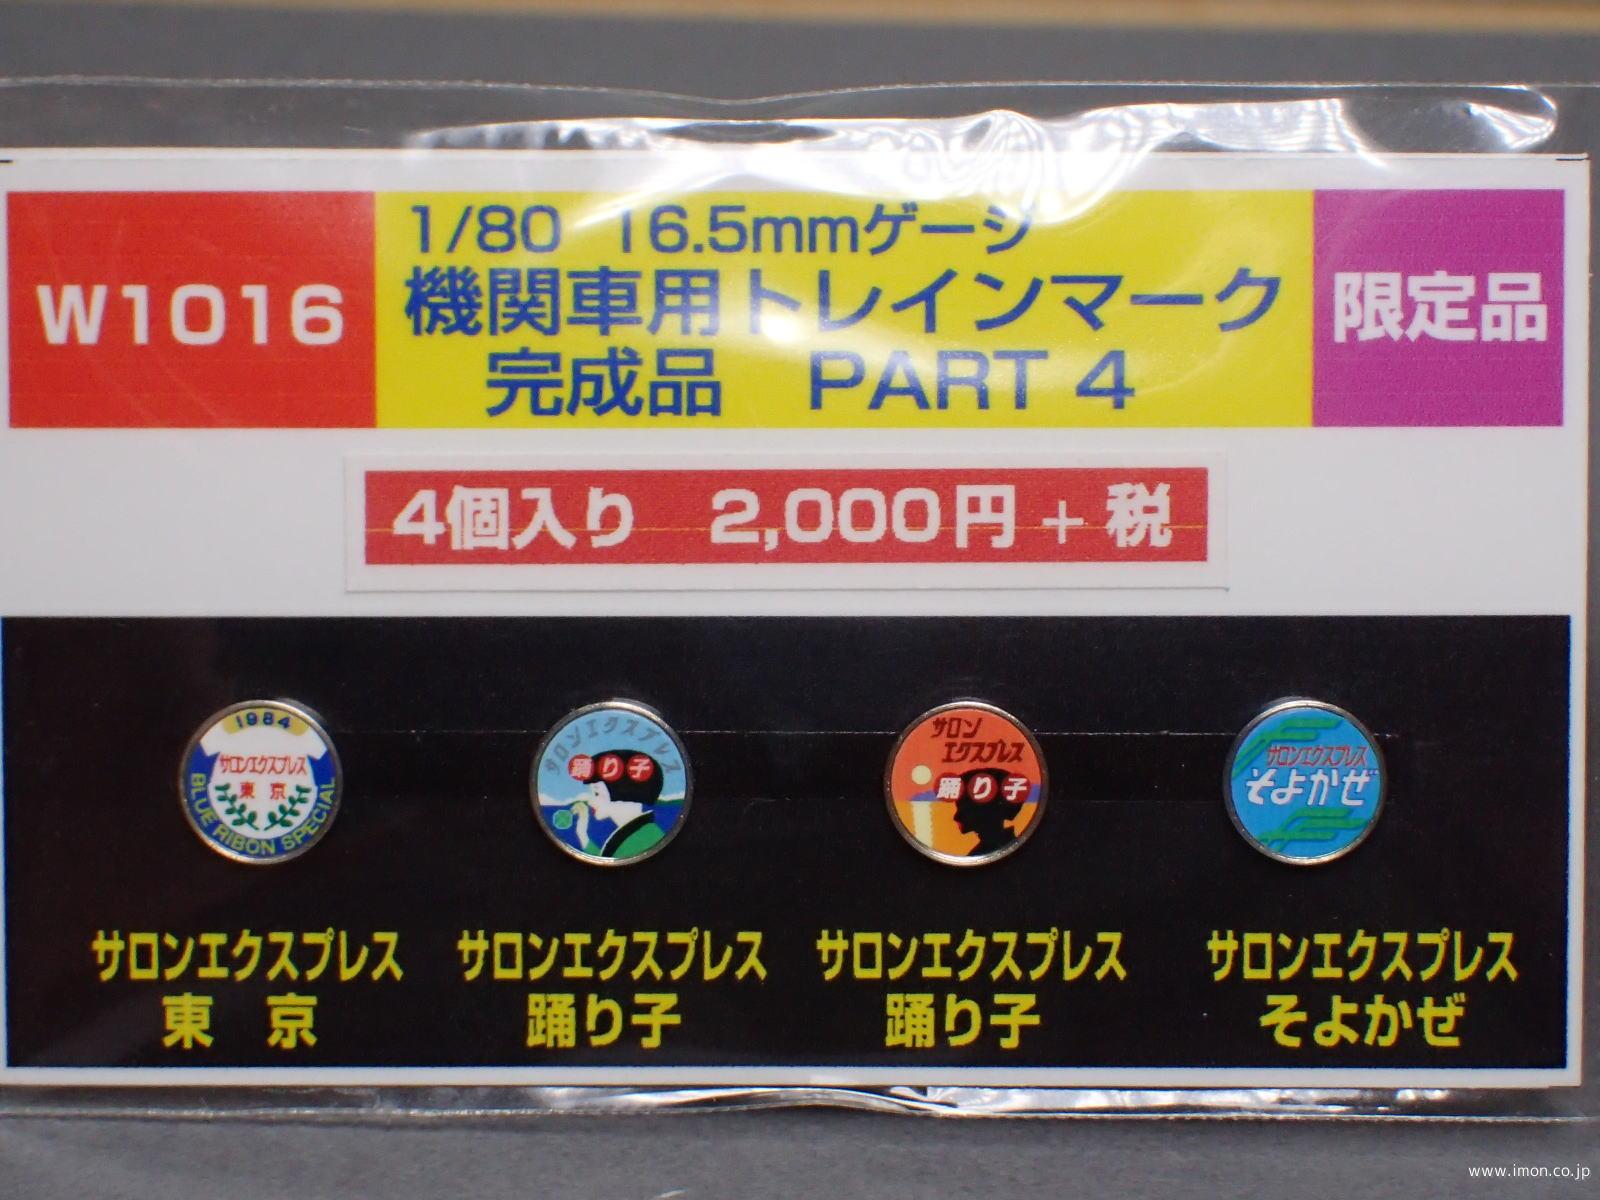 W1016
1/80 16.5mmゲージ
機関車用トレインマーク
完成品 PART 4
限定品
4個入り 2,000円 + 税
1984
サロンエクスプレス
東京
BLUE RIBON SPECIAL
サロンエクスプレス
踊り子
サロン
エクスプレス
踊り子
サロンエクスプレス
そよかぜ
サロンエクスプレス
東 京
サロンエクスプレス
踊り子
サロンエクスプレス
踊り子
サロンエクスプレス
そよかぜ
www.imon.co.jp